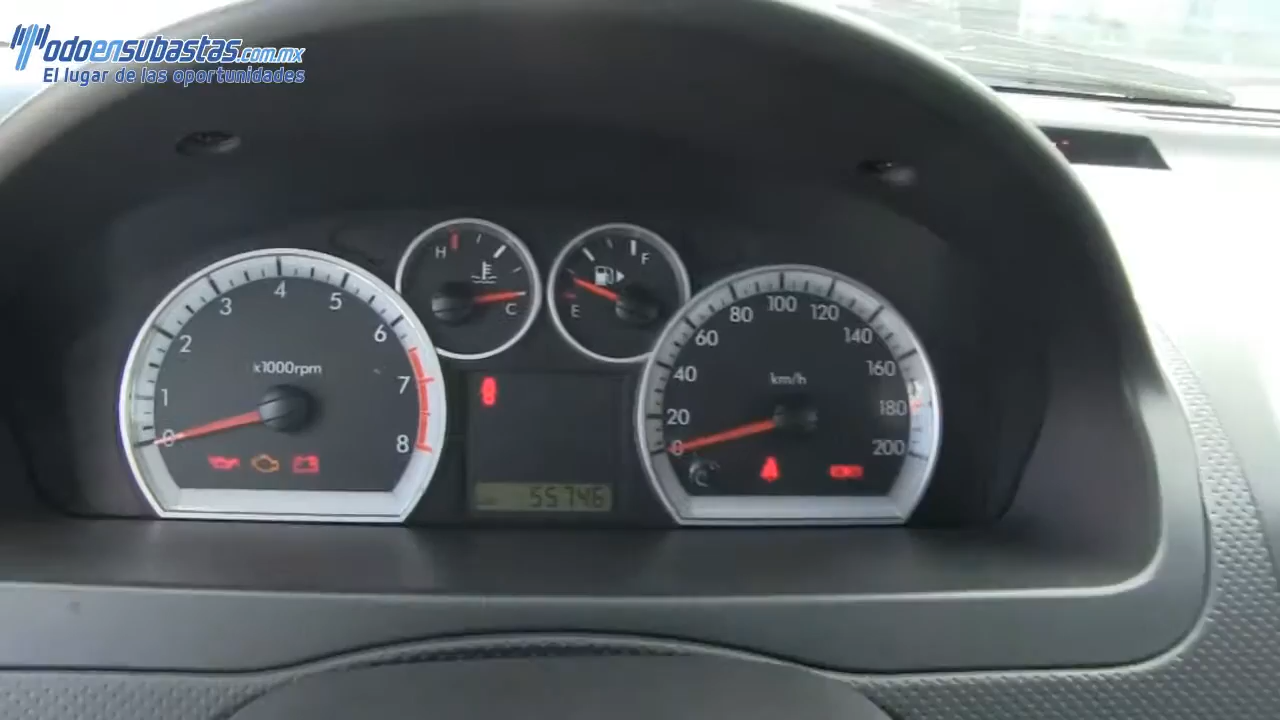 Todoensubastas.com.mx
El lugar de las oportunidades
H
C
F
E
0
1
2
3
4
5
6
7
8
x1000rpm
0
20
40
60
80
100
120
140
160
180
200
km/h
55746